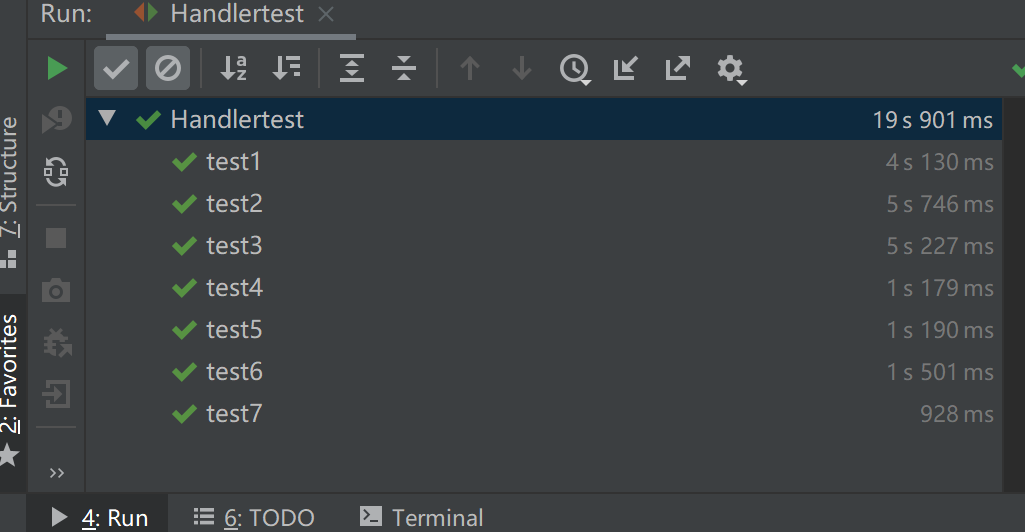 Run: Handlertest
Handlertest 19 s 901 ms
test1 4 s 130 ms
test2 5 s 746 ms
test3 5 s 227 ms
test4 1 s 179 ms
test5 1 s 190 ms
test6 1 s 501 ms
test7 928 ms
7: Structure
2: Favorites
4: Run 6: TODO Terminal